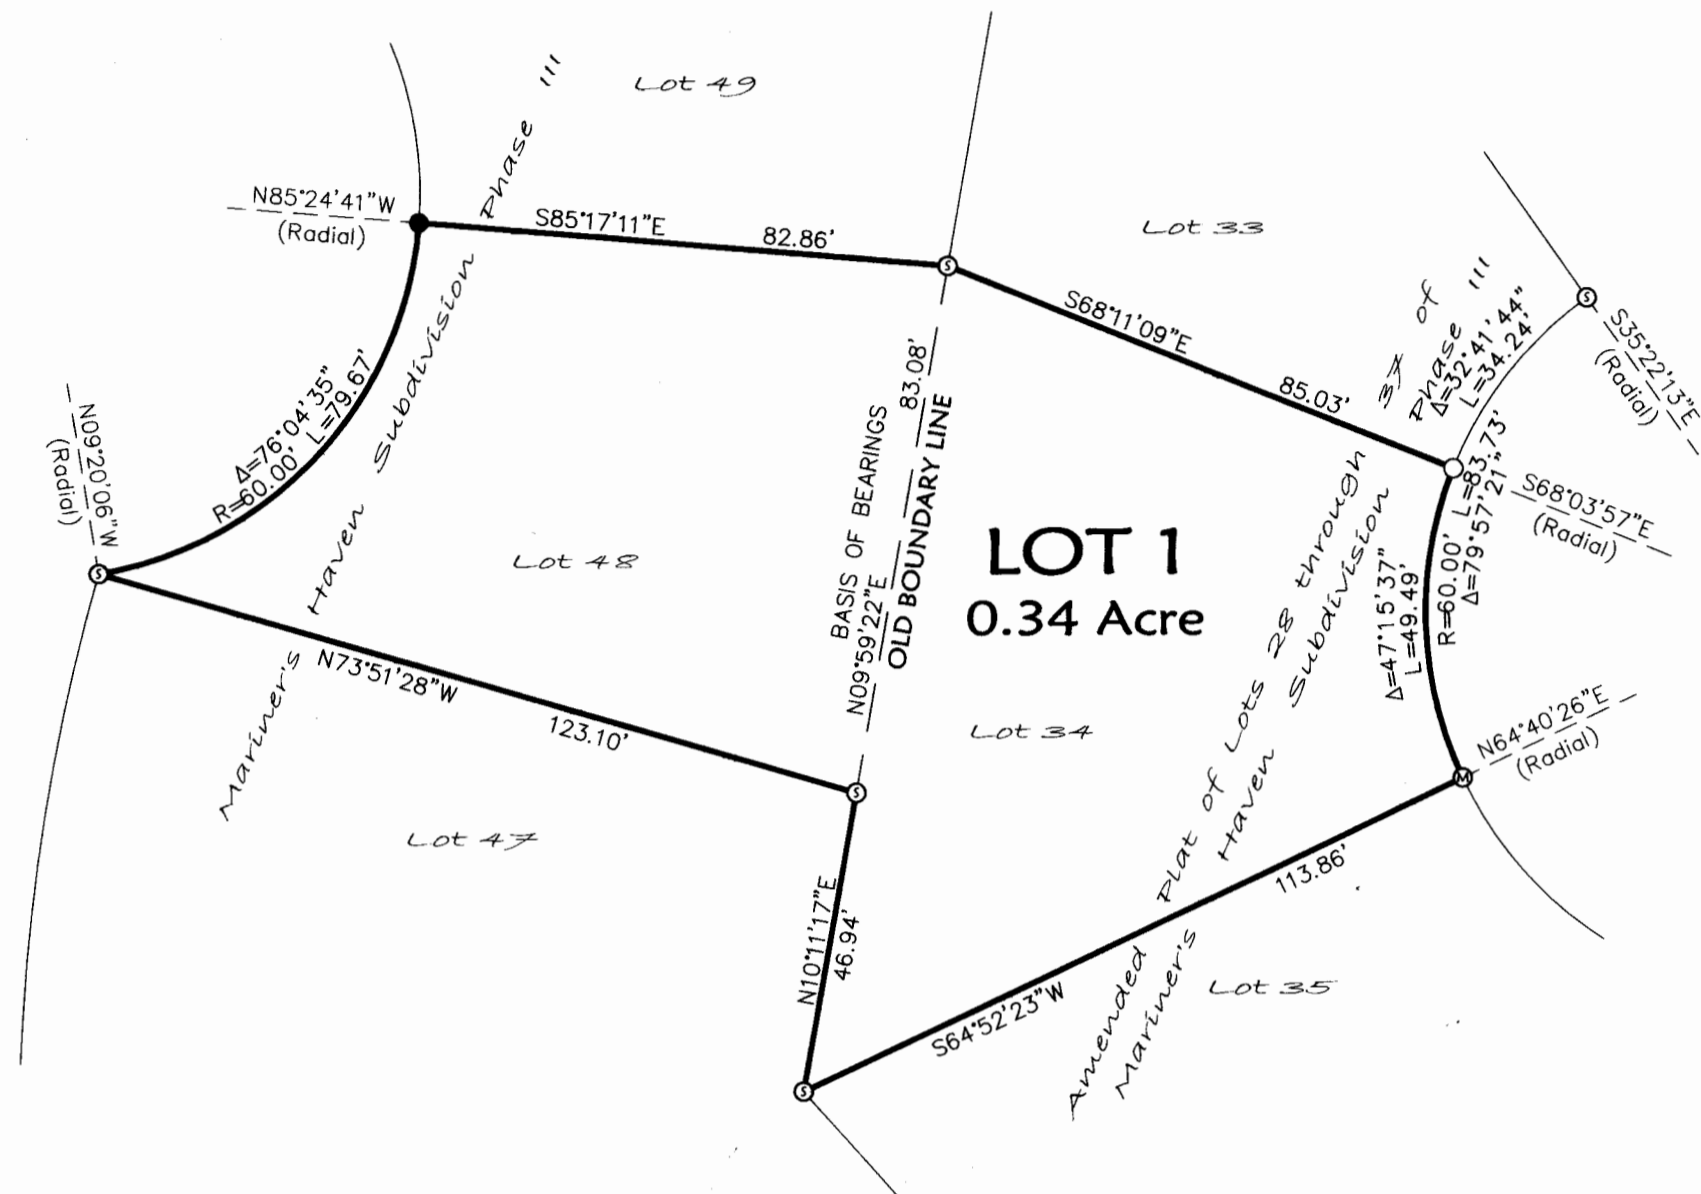 Lot 49
Mariner's Haven Subdivision Phase III
N85°24'41"W
(Radial)
S85°17'11"E 82.86'
Lot 33
S68°11'09"E 85.03'
Δ=32°41'44"
L=34.24'
S35°22'13"E
(Radial)
Δ=76°04'35"
R=60.00' L=79.67'
N09°20'06"W
(Radial)
Lot 48
BASIS OF BEARINGS
N09°59'22"E 83.08'
OLD BOUNDARY LINE
LOT 1
0.34 Acre
S68°03'57"E
(Radial)
Δ=47°15'37"
L=49.49'
R=60.00' L=83.73'
Δ=79°57'21"
N64°40'26"E
(Radial)
N73°51'28"W 123.10'
Lot 34
Lot 47
Amended Plat of Lots 28 through 37 of
Mariner's Haven Subdivision Phase III
N10°11'17"E
46.94'
S64°52'23"W 113.86'
Lot 35
S
S
S
S
S
M